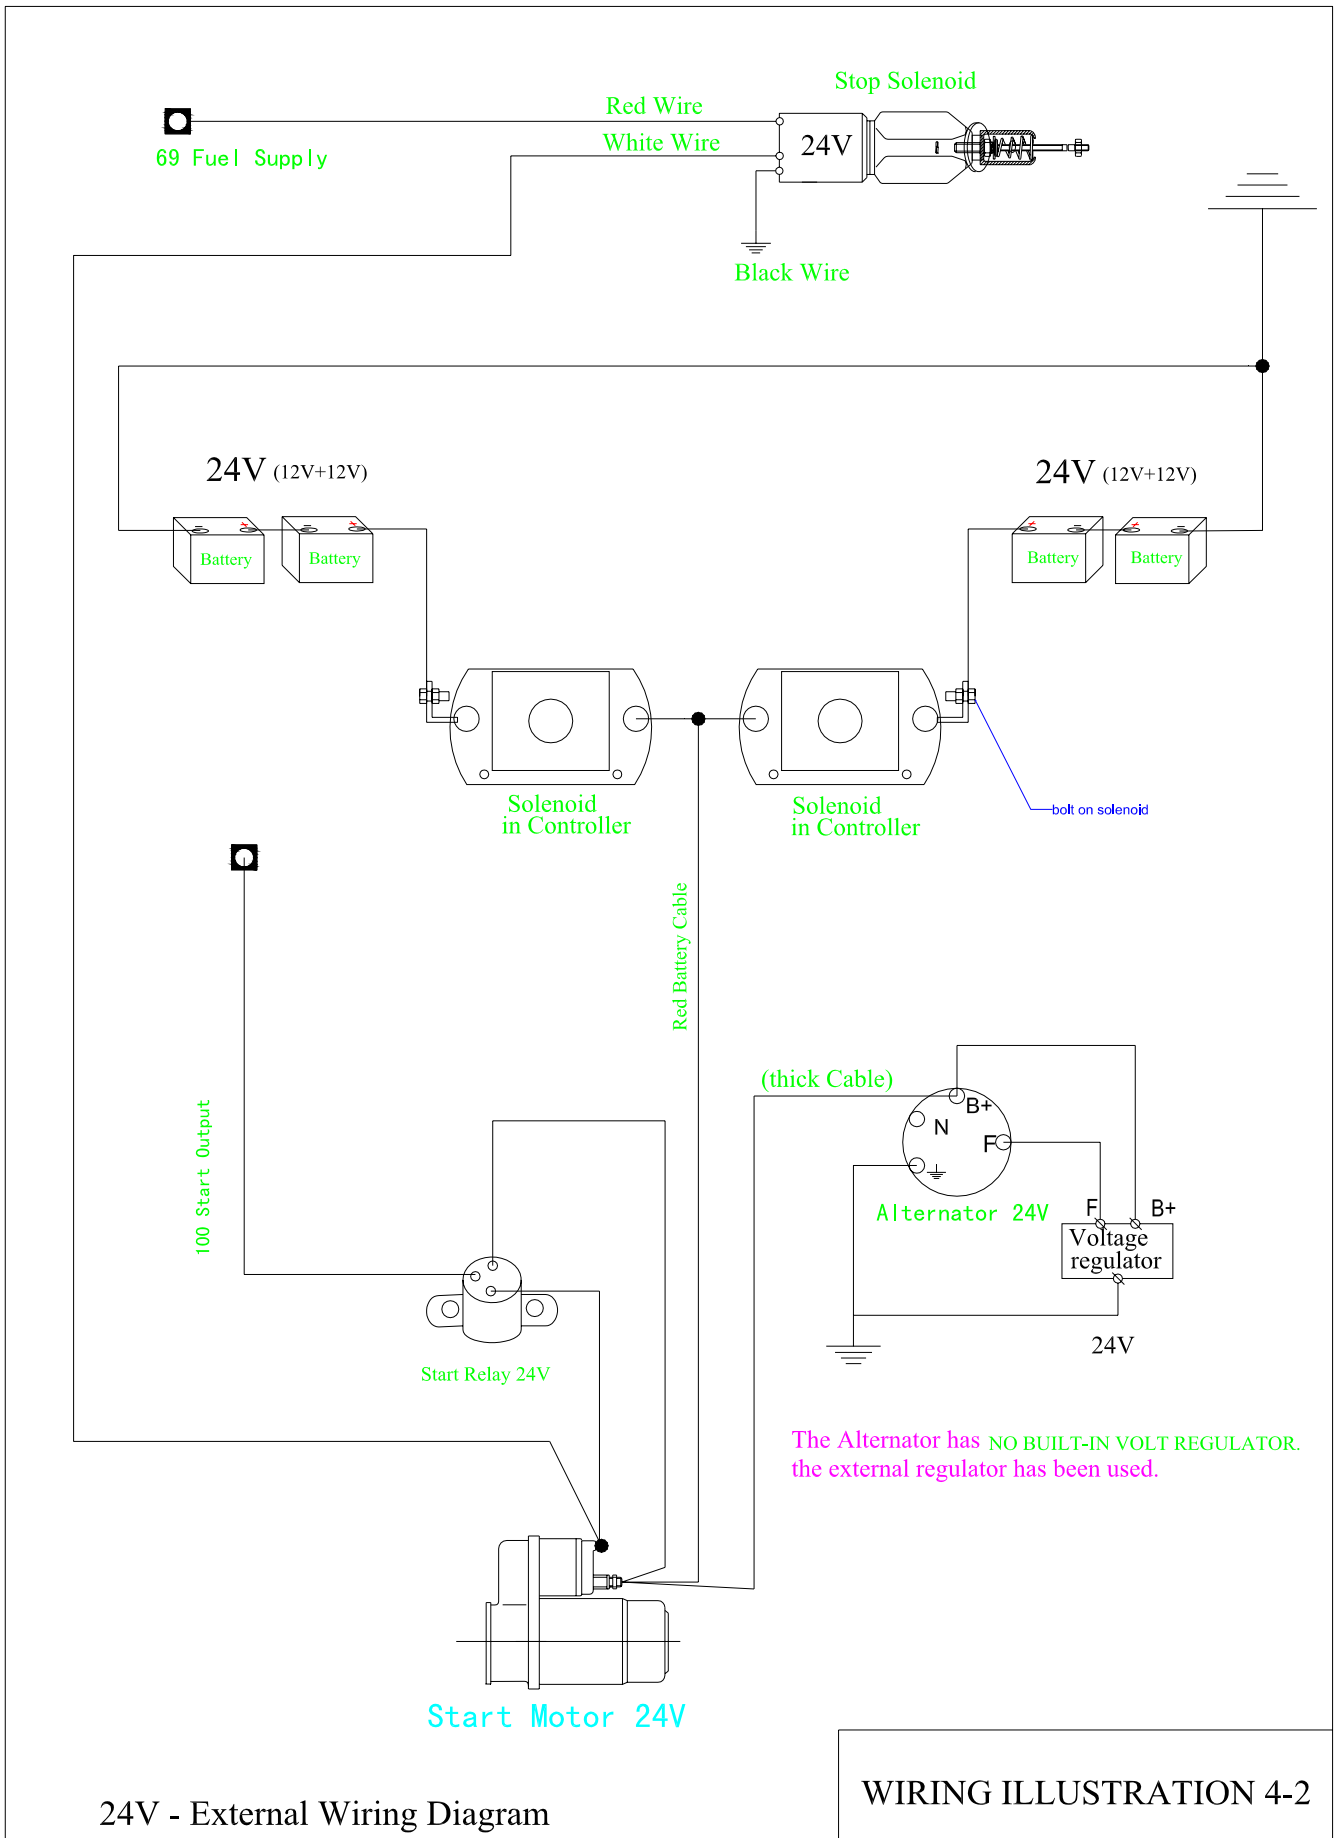 Stop Solenoid
Red Wire
White Wire
24V
69 Fuel Supply
Black Wire
24V (12V+12V)
24V (12V+12V)
- + - +
+ - + -
Battery
Battery
Battery
Battery
Solenoid
in Controller
Solenoid
in Controller
bolt on solenoid
Red Battery Cable
100 Start Output
(thick Cable)
B+
N
F
Alternator 24V
F
B+
Voltage
regulator
24V
Start Relay 24V
The Alternator has NO BUILT-IN VOLT REGULATOR.
the external regulator has been used.
Start Motor 24V
24V - External Wiring Diagram
WIRING ILLUSTRATION 4-2